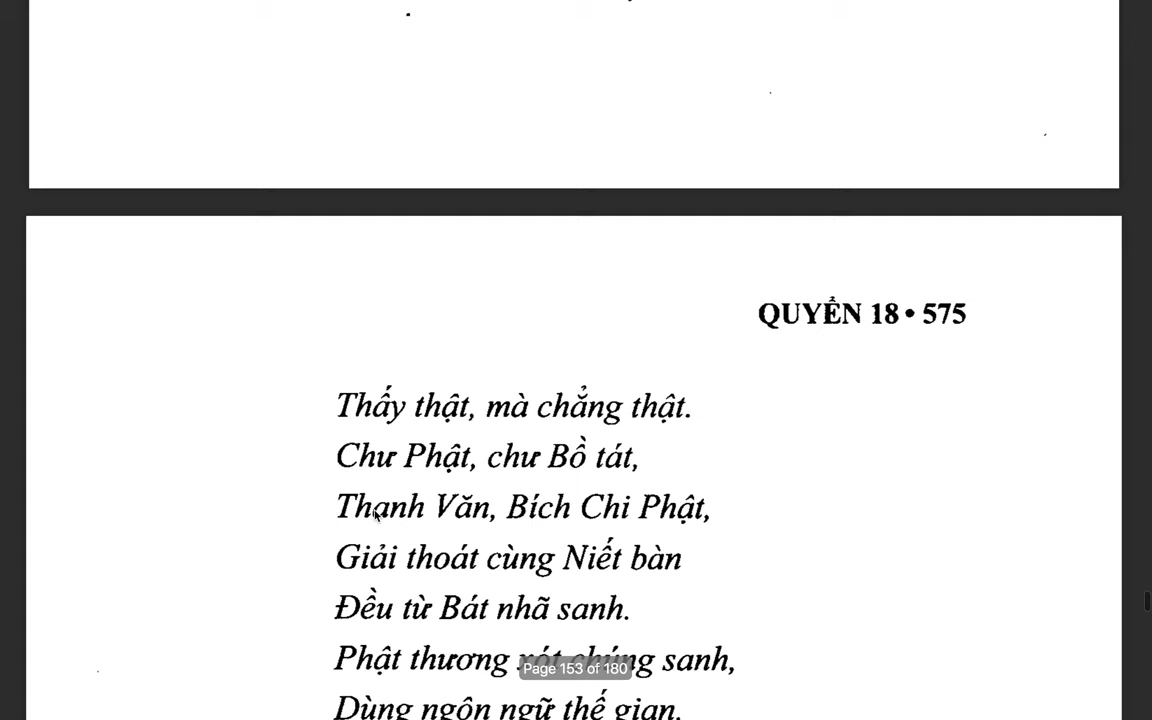 QUYỂN 18 • 575
Thấy thật, mà chẳng thật.
Chư Phật, chư Bồ tát,
Thanh Văn, Bích Chi Phật,
Giải thoát cùng Niết bàn
Đều từ Bát nhã sanh.
Phật thương xót chúng sanh,
Page 153 of 180
Dùng ngôn ngữ thế gian.